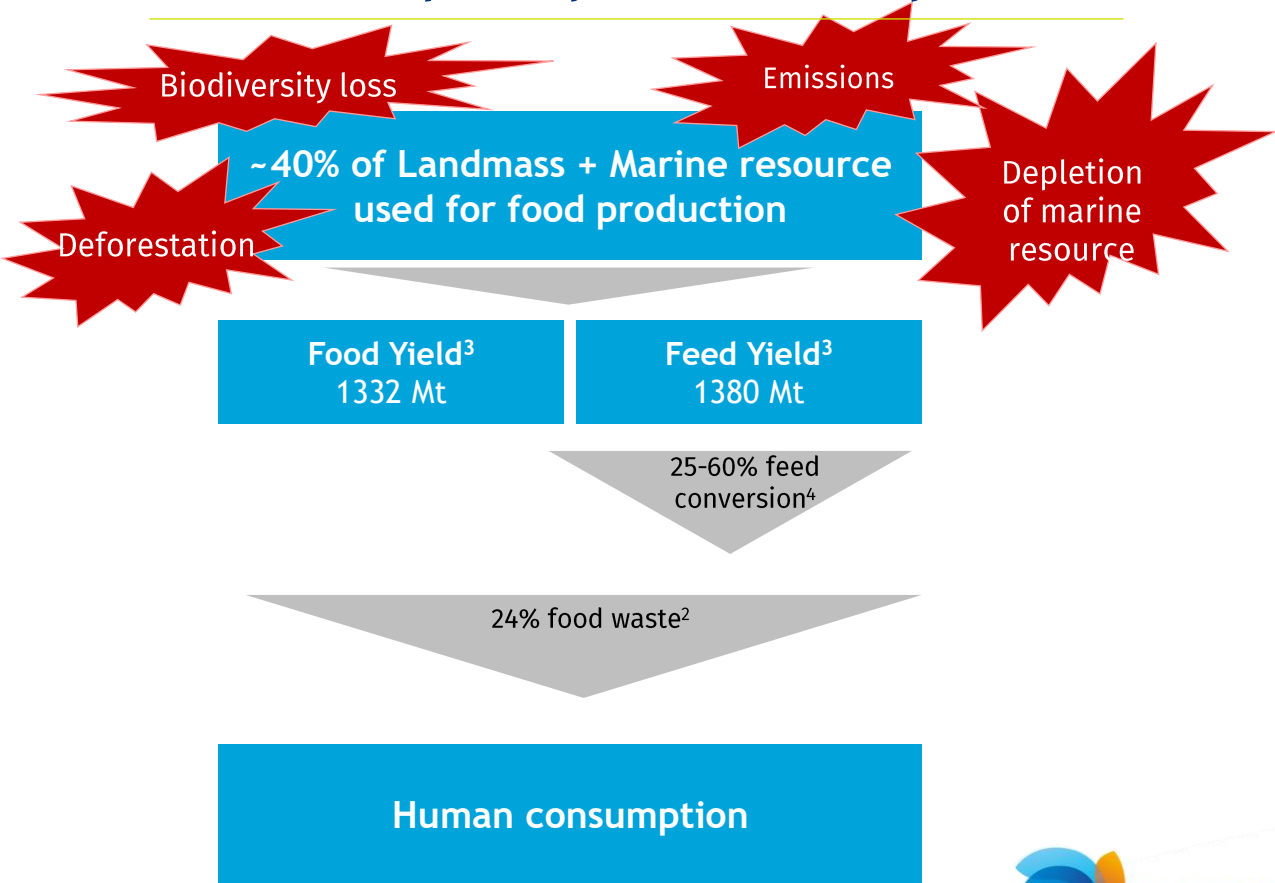 Biodiversity loss
Emissions
~40% of Landmass + Marine resource
used for food production
Depletion
of marine
resource
Deforestation
Food Yield³
1332 Mt
Feed Yield³
1380 Mt
25-60% feed
conversion⁴
24% food waste²
Human consumption